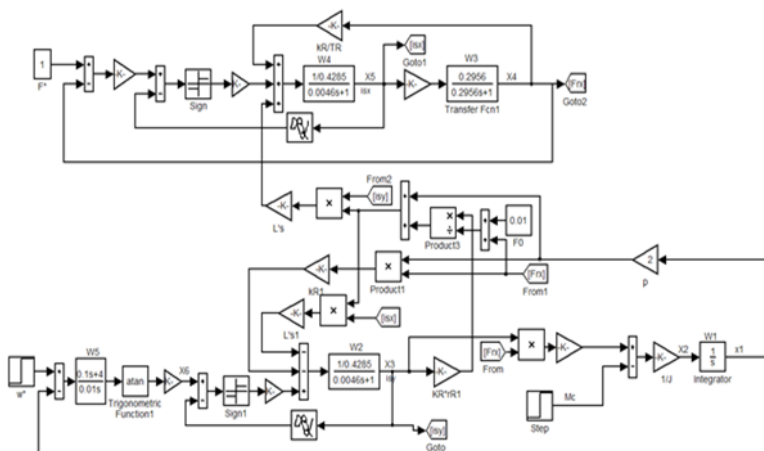 -K-
kR/TR
[isx]
Goto1
W4
W3
1
F*
-K-
Sign
-K-
1/0.4285
0.0046s+1
X5
isx
-K-
0.2956
0.2956s+1
Transfer Fcn1
X4
[Frx]
Goto2
From2
[isy]
-K-
L's
×
×
÷
Product3
0.01
F0
-K-
kR1
×
Product1
[Frx]
From1
2
p
-K-
L's1
×
[isx]
W5
W2
W1
w*
0.1s+4
0.01s
atan
Trigonometric
Function1
-K-
X6
Sign1
-K-
1/0.4285
0.0046s+1
X3
isy
-K-
KR*rR1
[Frx]
From
×
-K-
-K-
1/J
X2
1
s
Integrator
x1
Step
Mc
[isy]
Goto